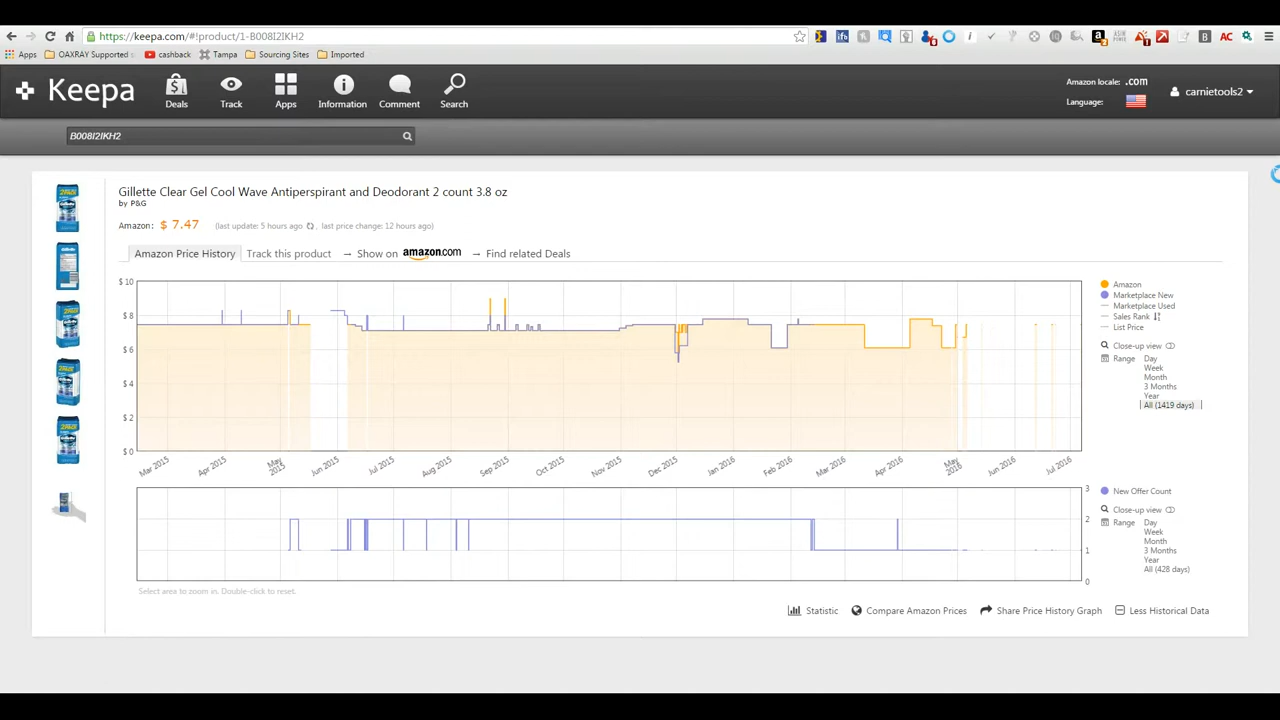 https://keepa.com/#!product/1-B008I2IKH2
Apps OAXRAY Supported cashback Tampa Sourcing Sites Imported
Keepa
Deals Track Apps Information Comment Search
Amazon locale: .com
Language:
carnietools2
B008I2IKH2
Gillette Clear Gel Cool Wave Antiperspirant and Deodorant 2 count 3.8 oz
by P&G
Amazon: $ 7.47 (last update: 5 hours ago , last price change: 12 hours ago)
Amazon Price History Track this product → Show on amazon.com → Find related Deals
$ 10
$ 8
$ 6
$ 4
$ 2
$ 0
Mar 2015 Apr 2015 May 2015 Jun 2015 Jul 2015 Aug 2015 Sep 2015 Oct 2015 Nov 2015 Dec 2015 Jan 2016 Feb 2016 Mar 2016 Apr 2016 May 2016 Jun 2016 Jul 2016
Amazon
Marketplace New
Marketplace Used
Sales Rank
List Price
Close-up view
Range Day
Week
Month
3 Months
Year
All (1419 days)
3
2
1
0
New Offer Count
Close-up view
Range Day
Week
Month
3 Months
Year
All (428 days)
Select area to zoom in. Double-click to reset.
Statistic Compare Amazon Prices Share Price History Graph Less Historical Data